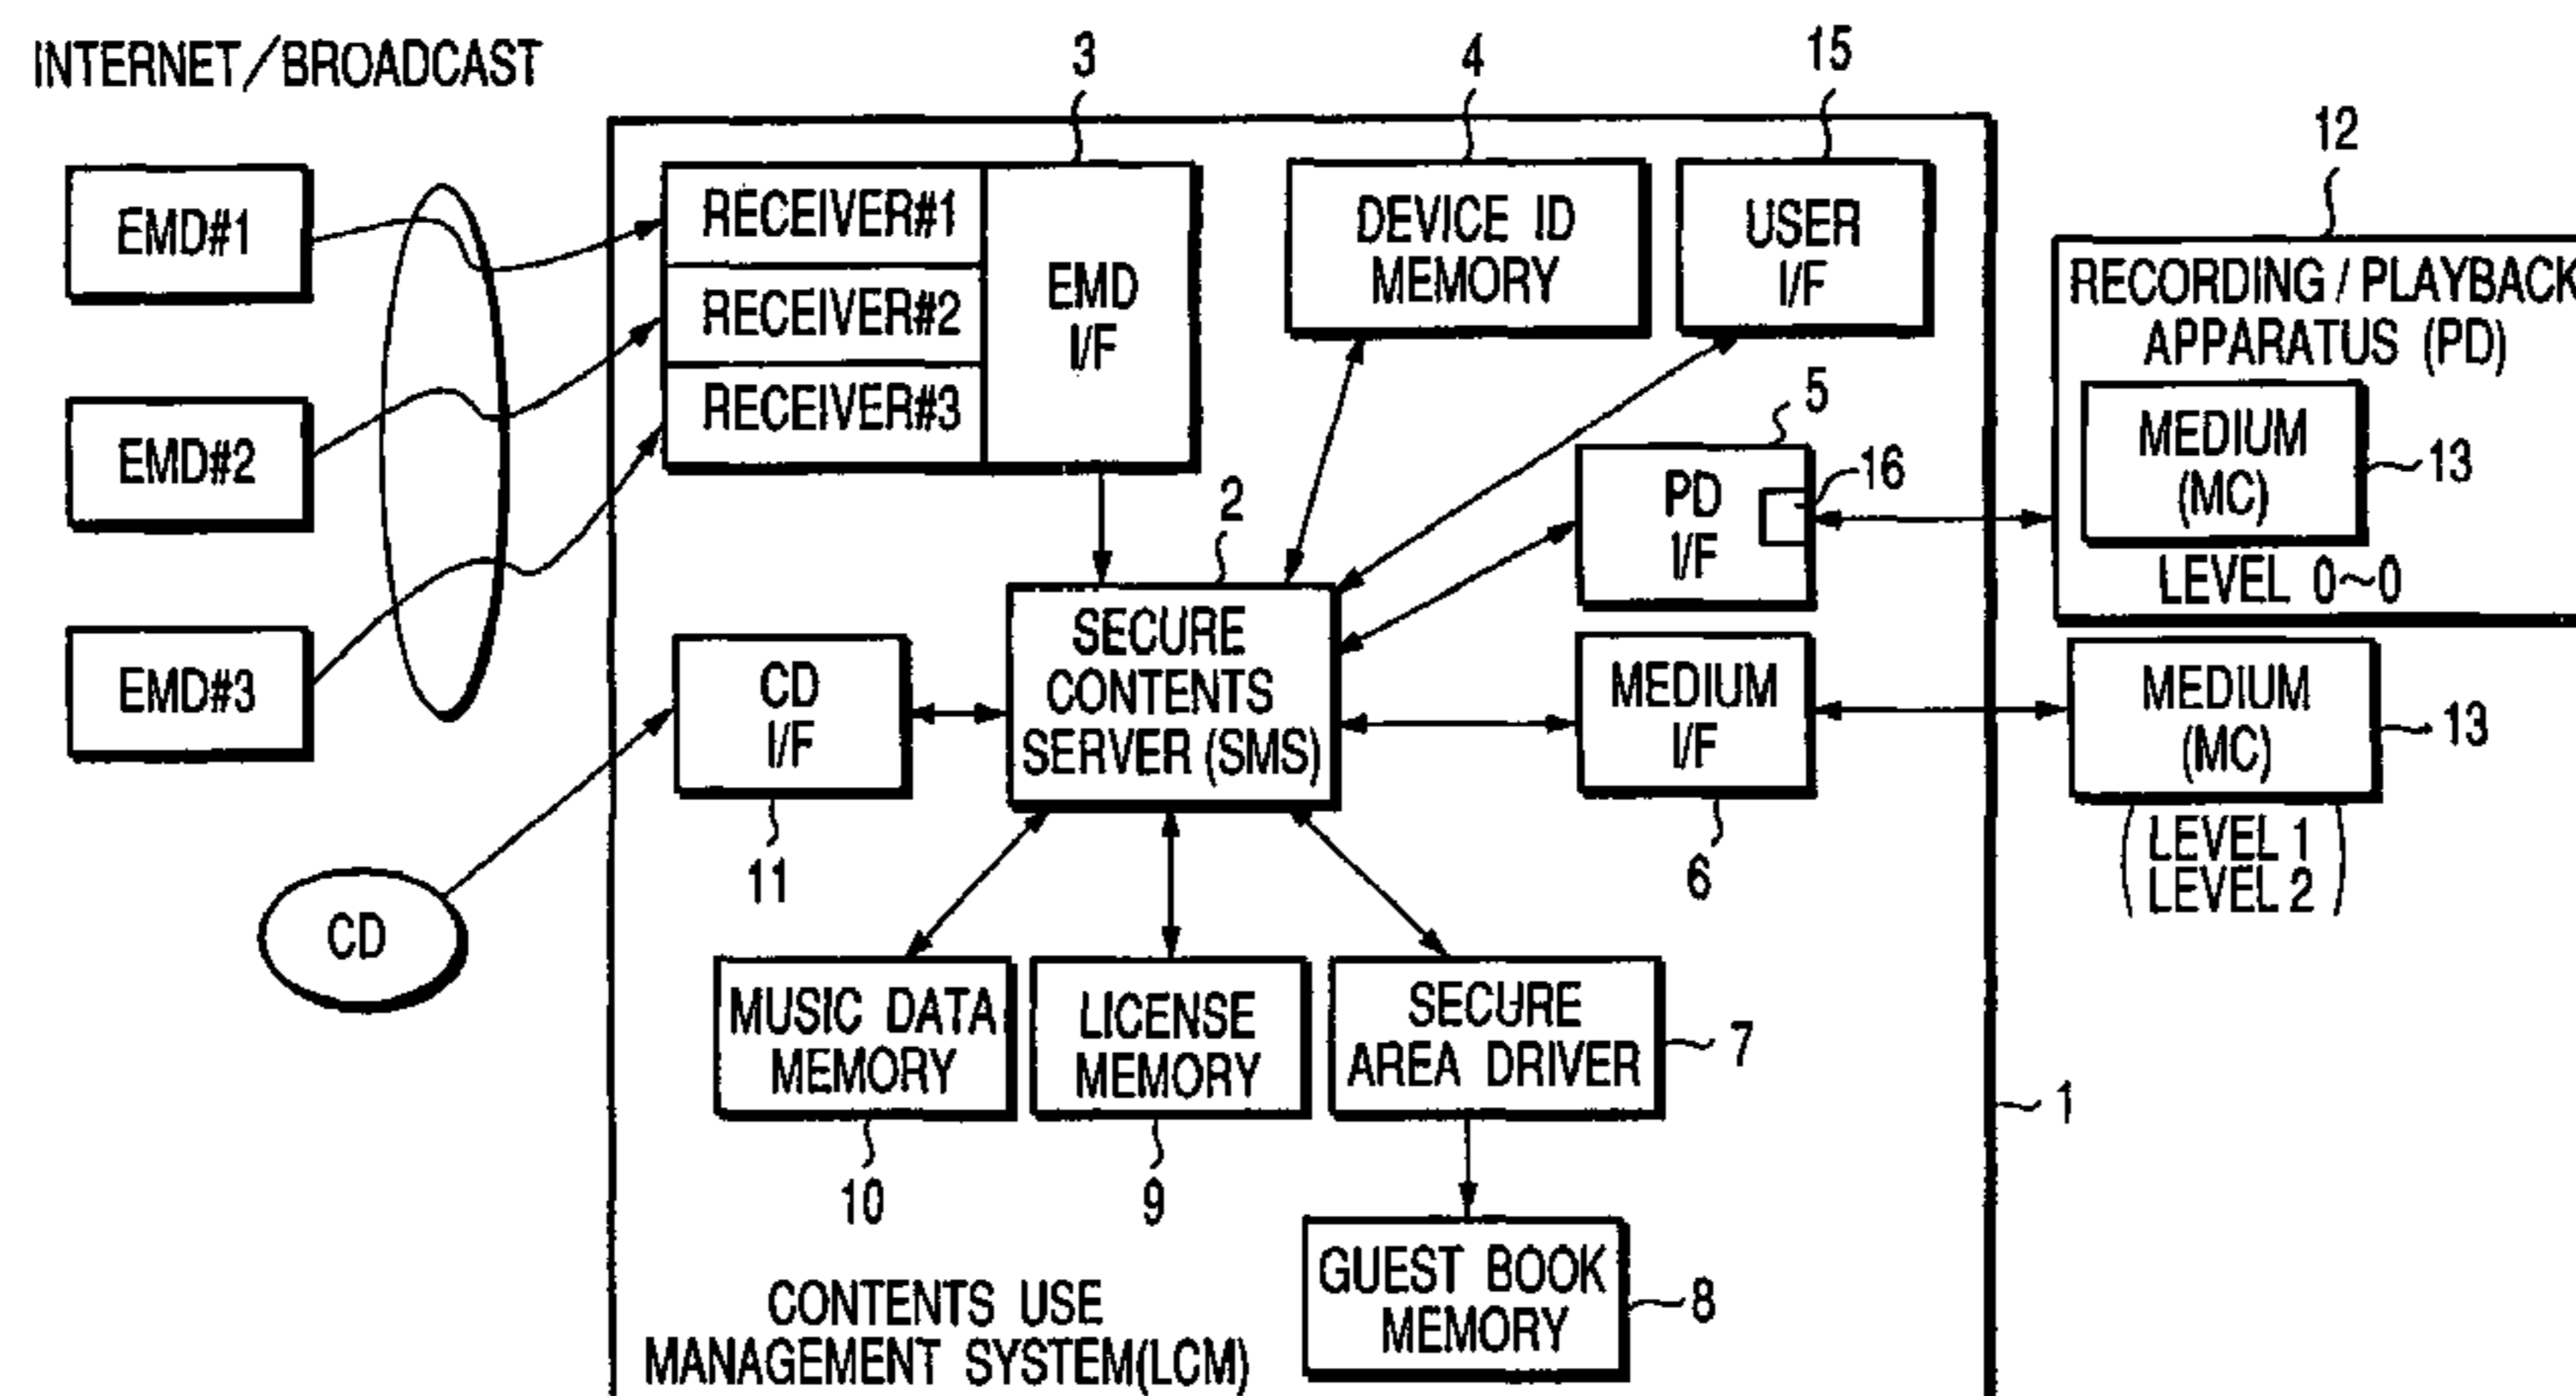 INTERNET/BROADCAST
3
4
15
12
EMD#1
EMD#2
EMD#3
CD
RECEIVER#1
RECEIVER#2
RECEIVER#3
EMD
I/F
DEVICE ID
MEMORY
USER
I/F
RECORDING / PLAYBACK
APPARATUS (PD)
MEDIUM
(MC)
13
LEVEL 0~0
5
PD
I/F
16
2
SECURE
CONTENTS
SERVER (SMS)
CD
I/F
11
MEDIUM
I/F
6
MEDIUM
(MC)
13
LEVEL 1
LEVEL 2
MUSIC DATA
MEMORY
10
LICENSE
MEMORY
9
SECURE
AREA DRIVER
7
1
GUEST BOOK
MEMORY
8
CONTENTS USE
MANAGEMENT SYSTEM(LCM)